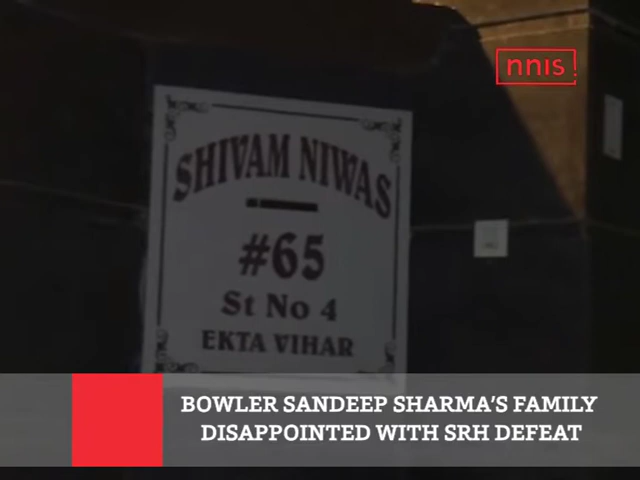 nnis
SHIVAM NIWAS
#65
St No 4
EKTA VIHAR
BOWLER SANDEEP SHARMA'S FAMILY
DISAPPOINTED WITH SRH DEFEAT